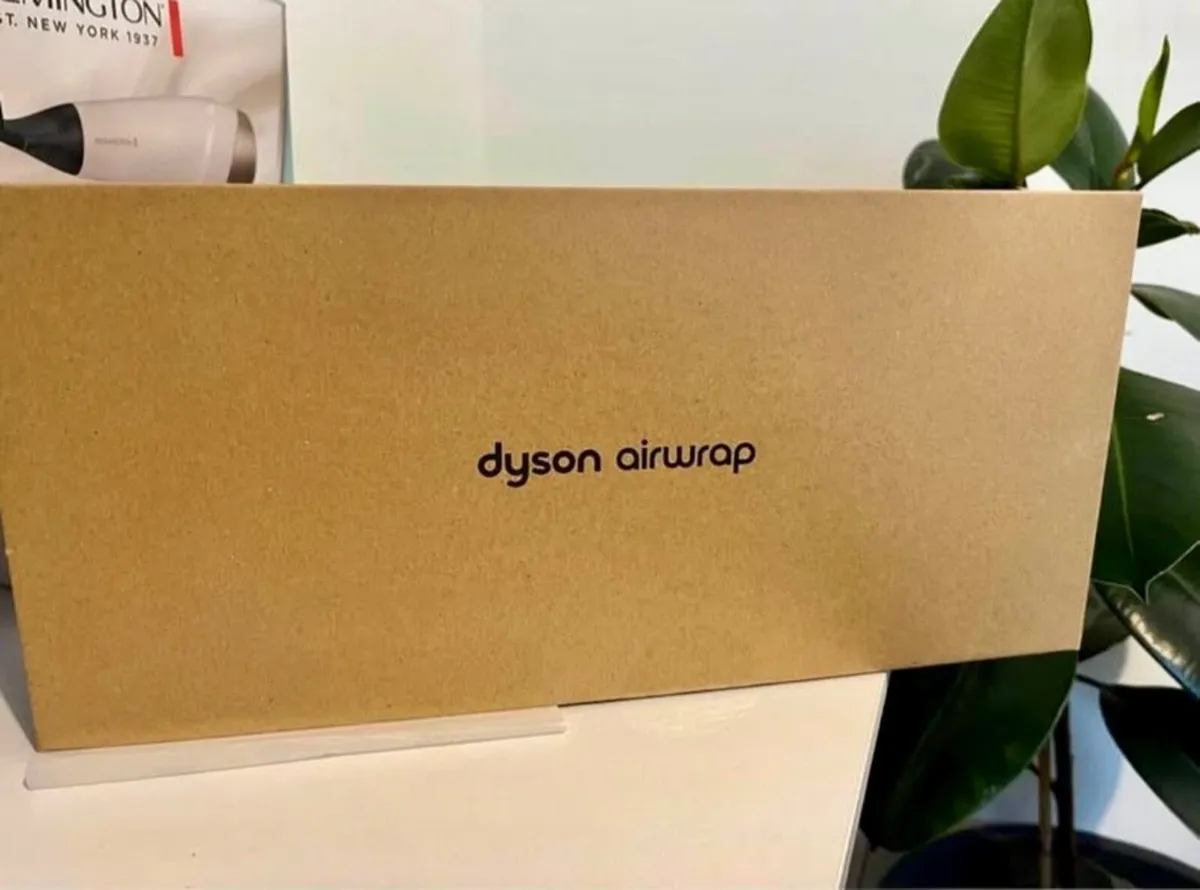 EMINGTON
ST. NEW YORK 1937
dyson airwrap